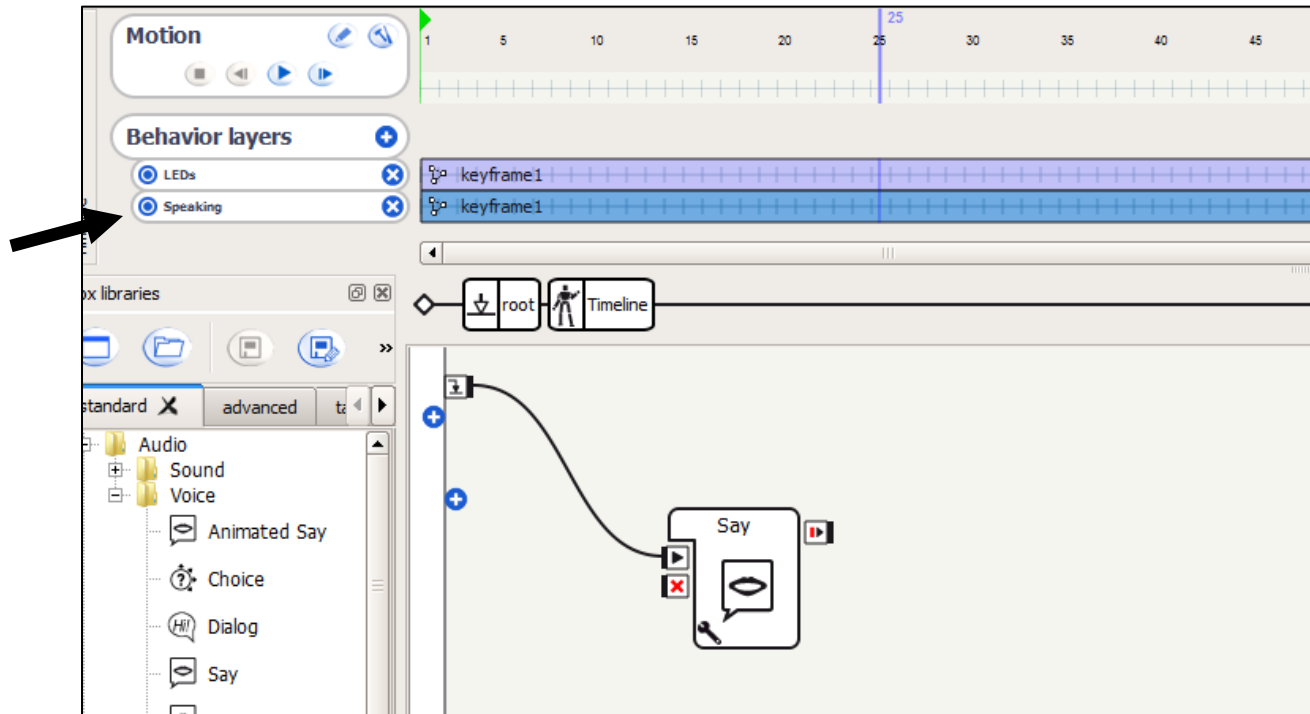 Motion
25
1 5 10 15 20 25 30 35 40 45
Behavior layers
LEDs
keyframe1
Speaking
keyframe1
ox libraries
root
Timeline
»
standard
advanced
ta
Audio
Sound
Voice
Animated Say
Choice
Hi!
Dialog
Say
Say